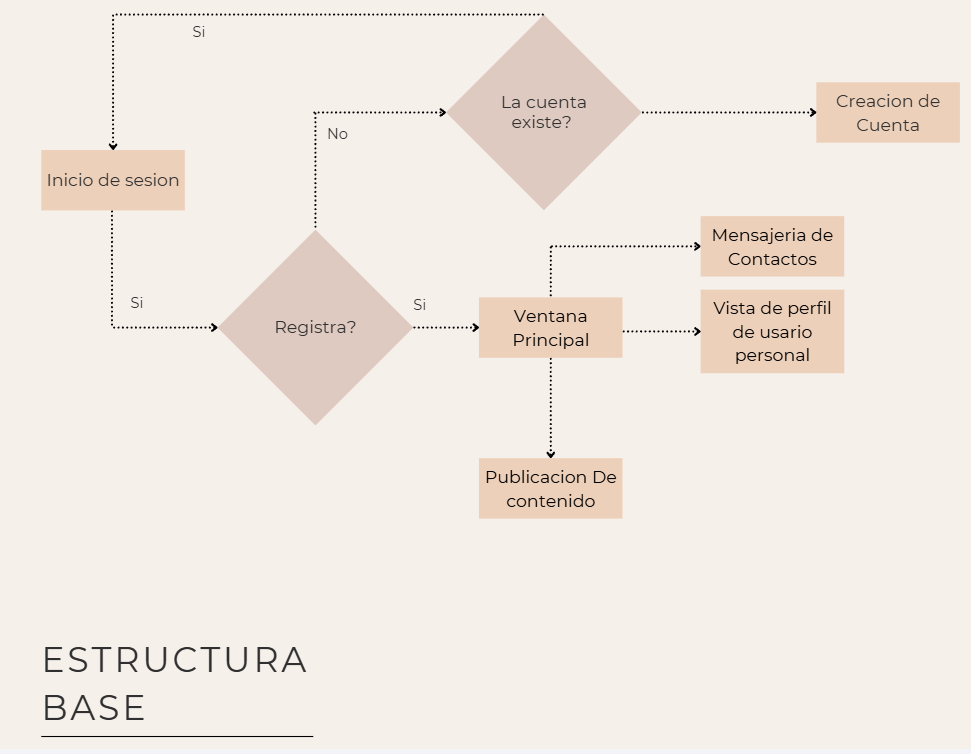 Si
La cuenta
existe?
Creacion de
Cuenta
No
Inicio de sesion
Mensajeria de
Contactos
Si
Registra?
Si
Ventana
Principal
Vista de perfil
de usario
personal
Publicacion De
contenido
ESTRUCTURA
BASE